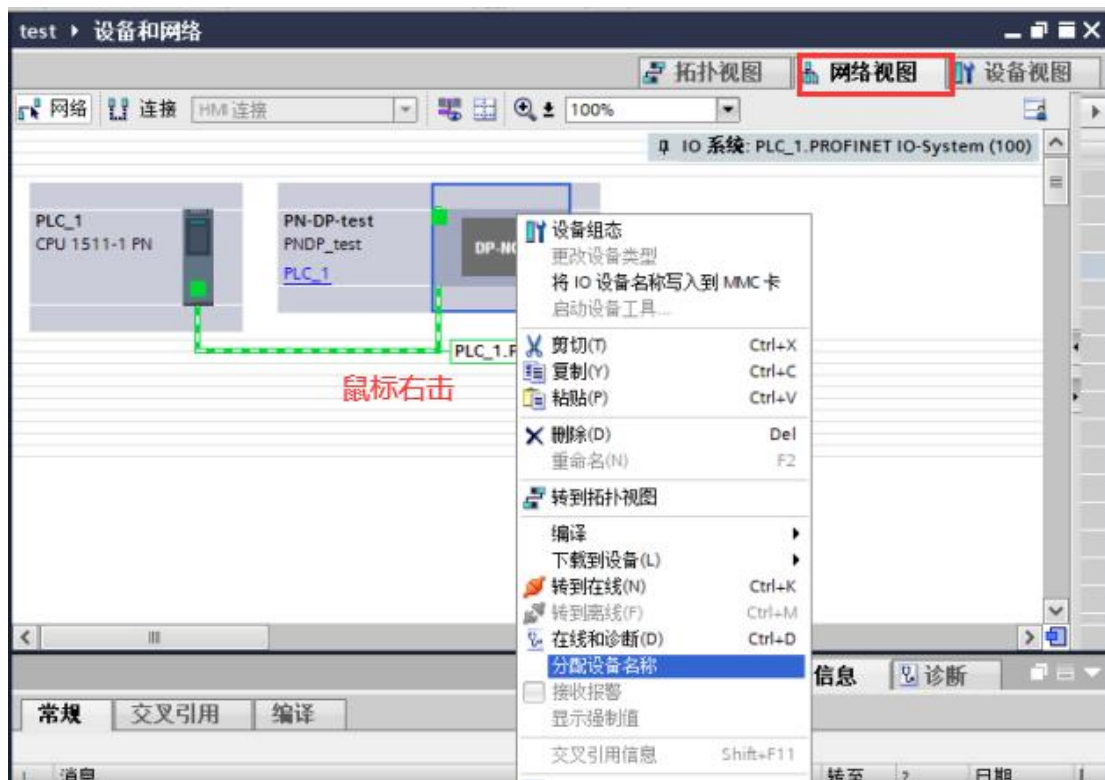 test ▸ 设备和网络
拓扑视图 网络视图 设备视图
网络 连接 HMI 连接 100%
IO 系统: PLC_1.PROFINET IO-System (100)
PLC_1
CPU 1511-1 PN
PN-DP-test
PNDP_test
PLC_1
PLC_1.P
鼠标右击
设备组态
更改设备类型
将 IO 设备名称写入到 MMC 卡
启动设备工具...
剪切(T) Ctrl+X
复制(Y) Ctrl+C
粘贴(P) Ctrl+V
删除(D) Del
重命名(N) F2
转到拓扑视图
编译
下载到设备(L)
转到在线(N) Ctrl+K
转到离线(F) Ctrl+M
在线和诊断(D) Ctrl+D
分配设备名称
接收报警
显示强制值
交叉引用信息 Shift+F11
信息 诊断
常规 交叉引用 编译
消息 转至 ? 日期